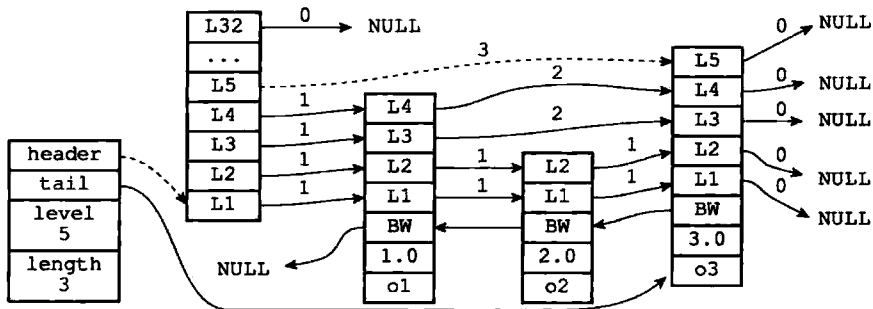 header
tail
level
5
length
3
L32
...
L5
L4
L3
L2
L1
0
NULL
3
1
1
1
1
L4
L3
L2
L1
BW
1.0
o1
NULL
2
2
1
1
L2
L1
BW
2.0
o2
1
1
L5
L4
L3
L2
L1
BW
3.0
o3
0
NULL
0
NULL
0
NULL
0
NULL
0
NULL